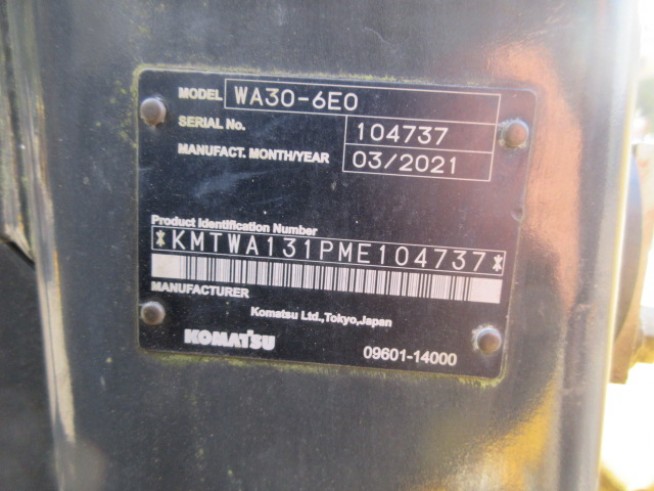 MODEL WA30-6E0
SERIAL No. 104737
MANUFACT. MONTH/YEAR 03/2021
Product Identification Number
*KMTWA131PME104737*
MANUFACTURER
Komatsu Ltd.,Tokyo,Japan
KOMATSU 09601-14000